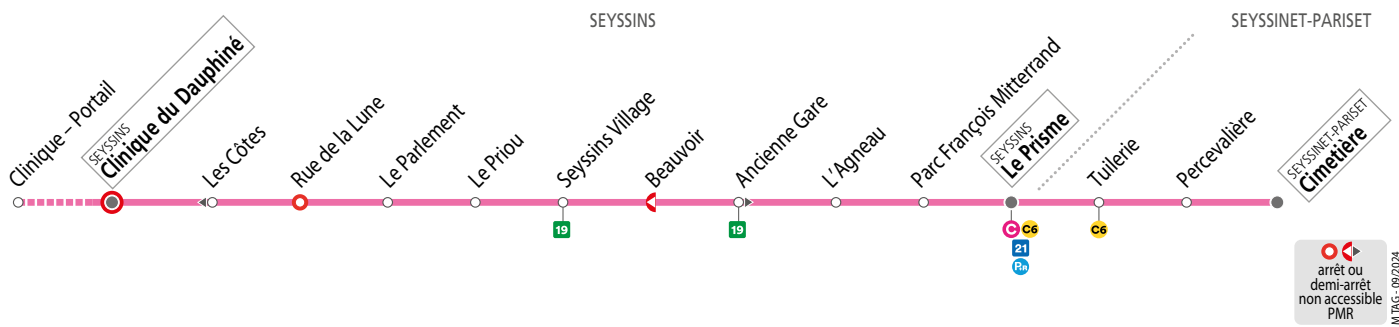 SEYSSINS
SEYSSINET-PARISET
Clinique – Portail
SEYSSINS
Clinique du Dauphiné
Les Côtes
Rue de la Lune
Le Parlement
Le Priou
Seyssins Village
Beauvoir
Ancienne Gare
L'Agneau
Parc François Mitterrand
SEYSSINS
Le Prisme
Tuilerie
Percevalière
SEYSSINET-PARISET
Cimetière
19
19
C C6
21
P+R
C6
arrêt ou
demi-arrêt
non accessible
PMR
M TAG - 09/2024